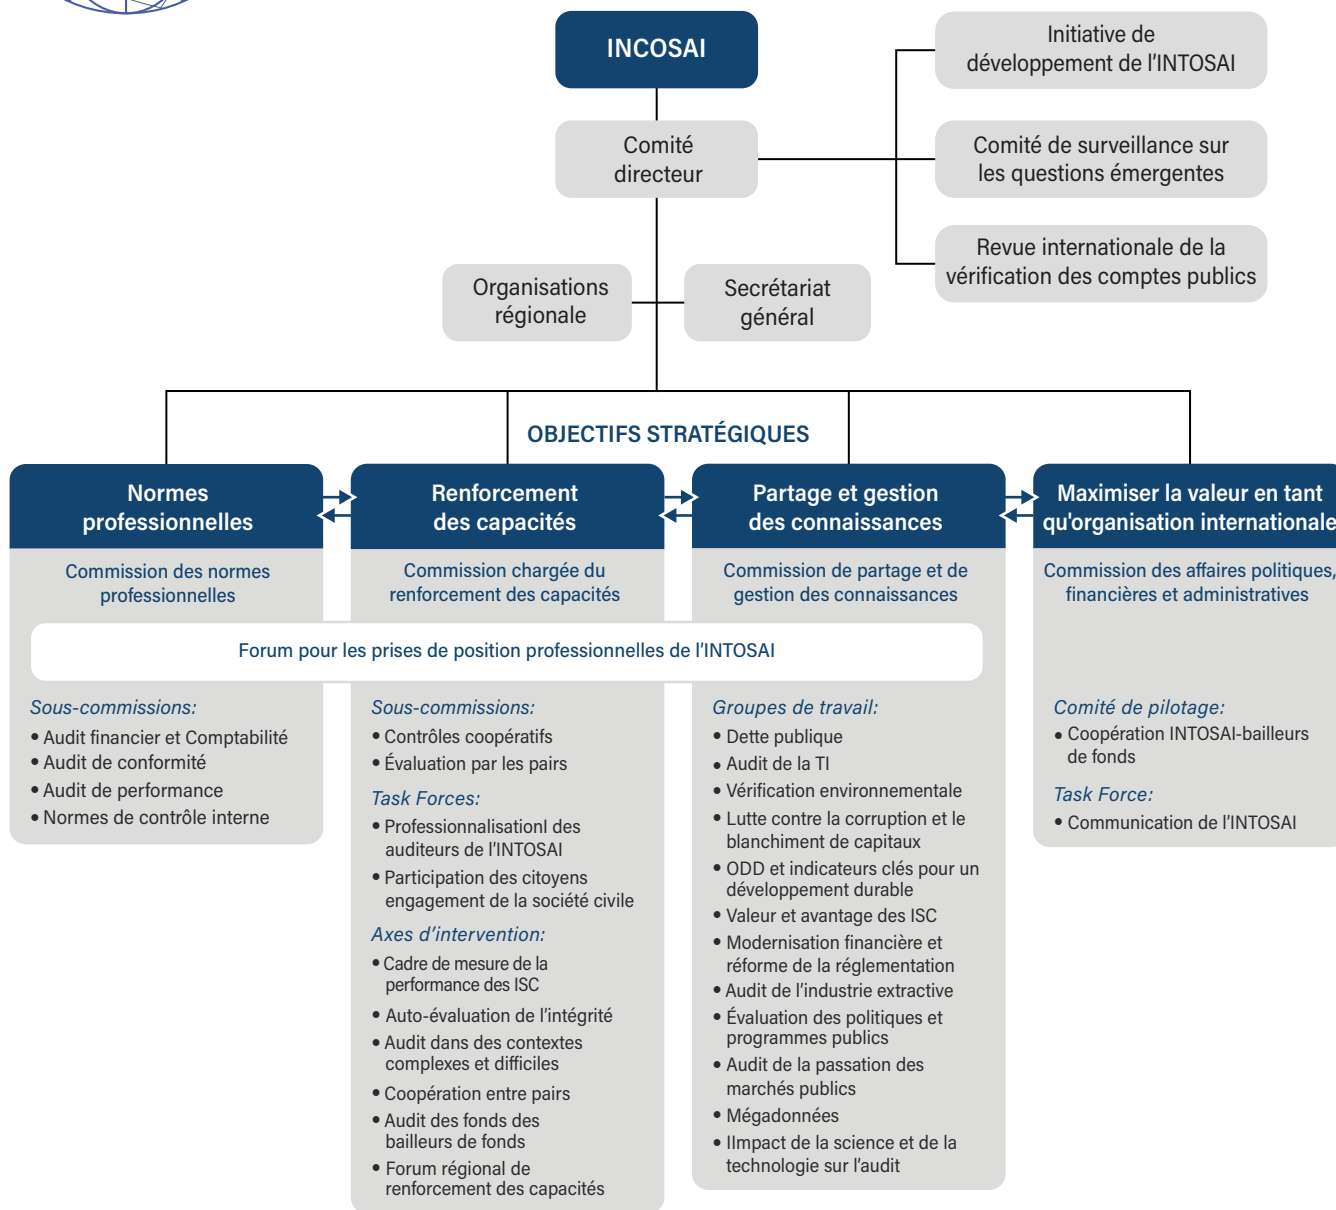 INCOSAI
Initiative de
développement de l'INTOSAI
Comité
directeur
Comité de surveillance sur
les questions émergentes
Revue internationale de la
vérification des comptes publics
Organisations
régionale
Secrétariat
général
OBJECTIFS STRATÉGIQUES
Normes
professionnelles
Commission des normes
professionnelles
Renforcement
des capacités
Commission chargée du
renforcement des capacités
Partage et gestion
des connaissances
Commission de partage et de
gestion des connaissances
Maximiser la valeur en tant
qu'organisation internationale
Commission des affaires politiques,
financières et administratives
Forum pour les prises de position professionnelles de l'INTOSAI
Sous-commissions:
• Audit financier et Comptabilité
• Audit de conformité
• Audit de performance
• Normes de contrôle interne
Sous-commissions:
• Contrôles coopératifs
• Évaluation par les pairs
Task Forces:
• Professionnalisationl des
auditeurs de l'INTOSAI
• Participation des citoyens
engagement de la société civile
Axes d'intervention:
• Cadre de mesure de la
performance des ISC
• Auto-évaluation de l'intégrité
• Audit dans des contextes
complexes et difficiles
• Coopération entre pairs
• Audit des fonds des
bailleurs de fonds
• Forum régional de
renforcement des capacités
Groupes de travail:
• Dette publique
• Audit de la TI
• Vérification environnementale
• Lutte contre la corruption et le
blanchiment de capitaux
• ODD et indicateurs clés pour un
développement durable
• Valeur et avantage des ISC
• Modernisation financière et
réforme de la réglementation
• Audit de l'industrie extractive
• Évaluation des politiques et
programmes publics
• Audit de la passation des
marchés publics
• Mégadonnées
• IImpact de la science et de la
technologie sur l'audit
Comité de pilotage:
• Coopération INTOSAI-bailleurs
de fonds
Task Force:
• Communication de l'INTOSAI